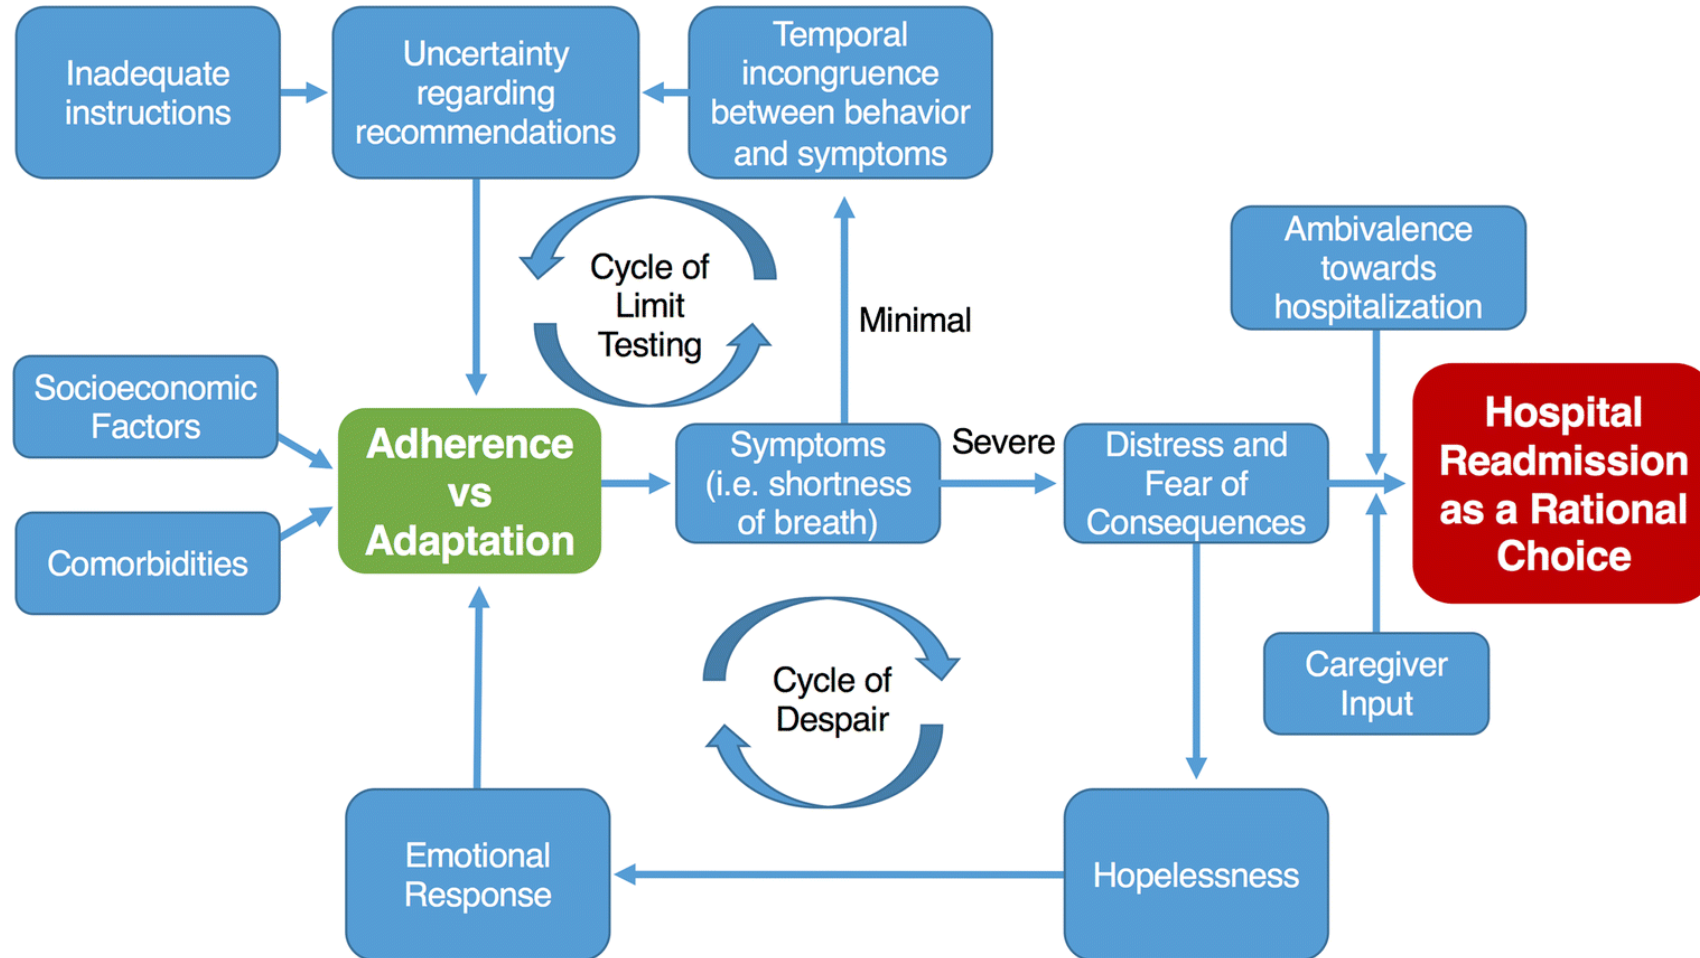 Inadequate
instructions
Uncertainty
regarding
recommendations
Temporal
incongruence
between behavior
and symptoms
Cycle of
Limit
Testing
Minimal
Ambivalence
towards
hospitalization
Socioeconomic
Factors
Comorbidities
Adherence
vs
Adaptation
Symptoms
(i.e. shortness
of breath)
Severe
Distress and
Fear of
Consequences
Hospital
Readmission
as a Rational
Choice
Caregiver
Input
Cycle of
Despair
Emotional
Response
Hopelessness